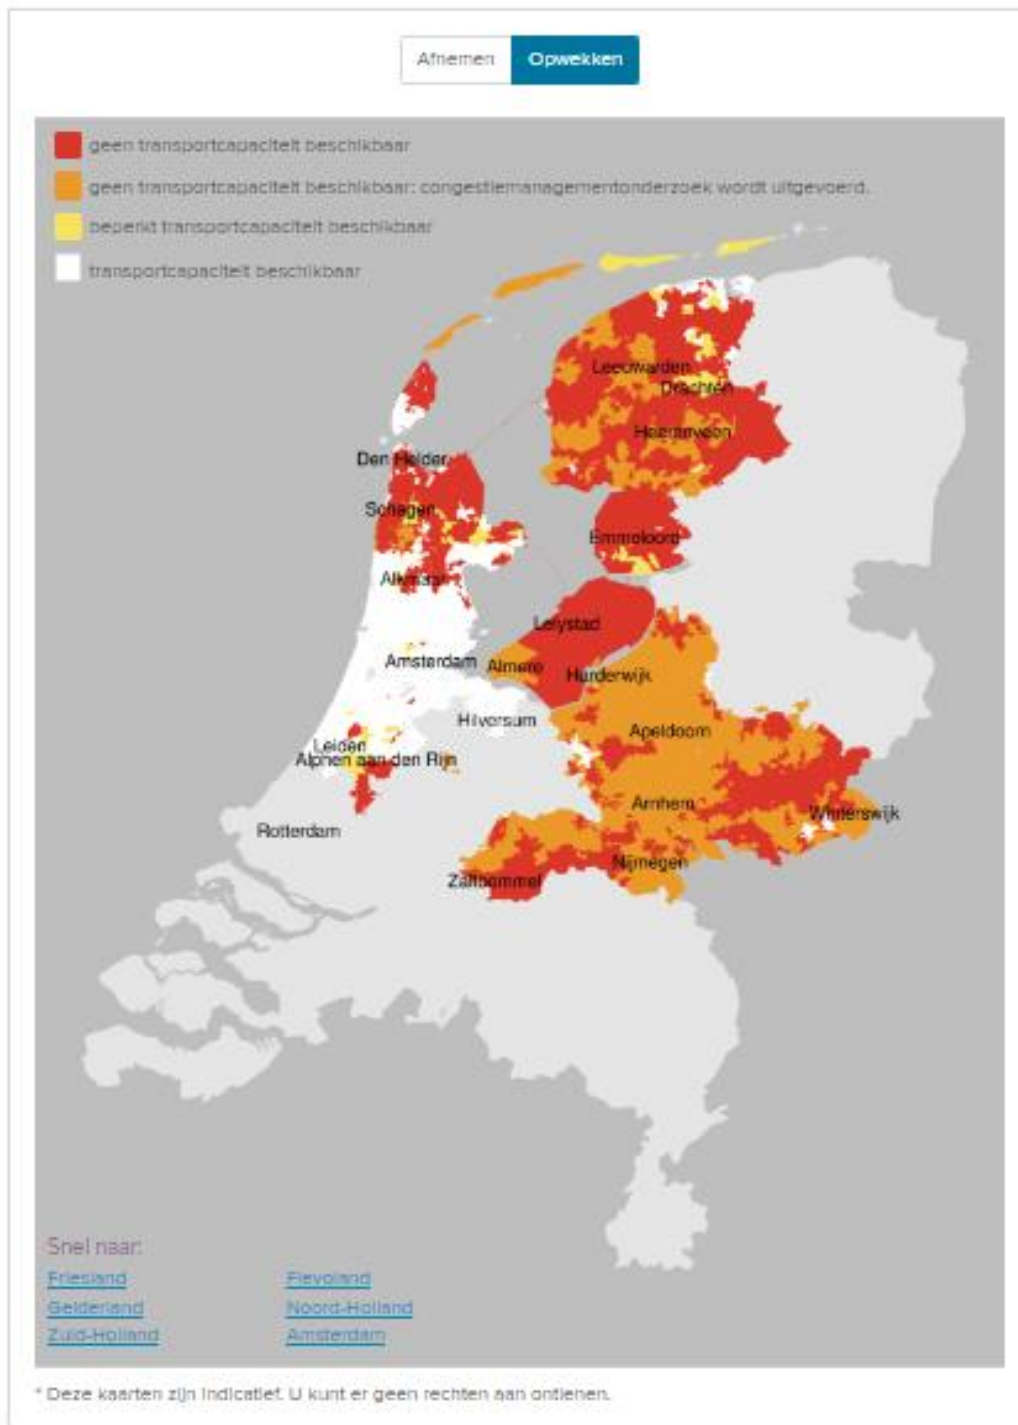 Afnemen Opwekken
geen transportcapaciteit beschikbaar
geen transportcapaciteit beschikbaar: congestiemanagementonderzoek wordt uitgevoerd.
beperkt transportcapaciteit beschikbaar
transportcapaciteit beschikbaar
Leeuwarden
Drachten
Heerenveen
Den Helder
Schagen
Emmeloord
Alkmaar
Lelystad
Amsterdam Almere
Harderwijk
Hilversum
Apeldoorn
Leiden
Alphen aan den Rijn
Arnhem
Winterswijk
Rotterdam
Nijmegen
Zaltbommel
Snel naar:
Friesland Flevoland
Gelderland Noord-Holland
Zuid-Holland Amsterdam
* Deze kaarten zijn indicatief. U kunt er geen rechten aan ontlenen.